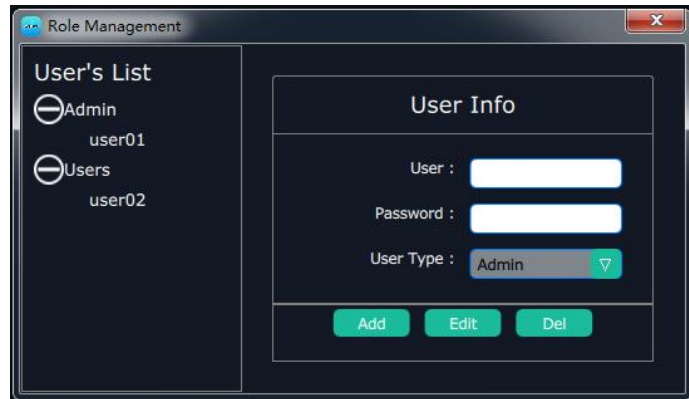 Role Management
User's List
Admin
user01
Users
user02
User Info
User :
Password :
User Type : Admin
Add Edit Del